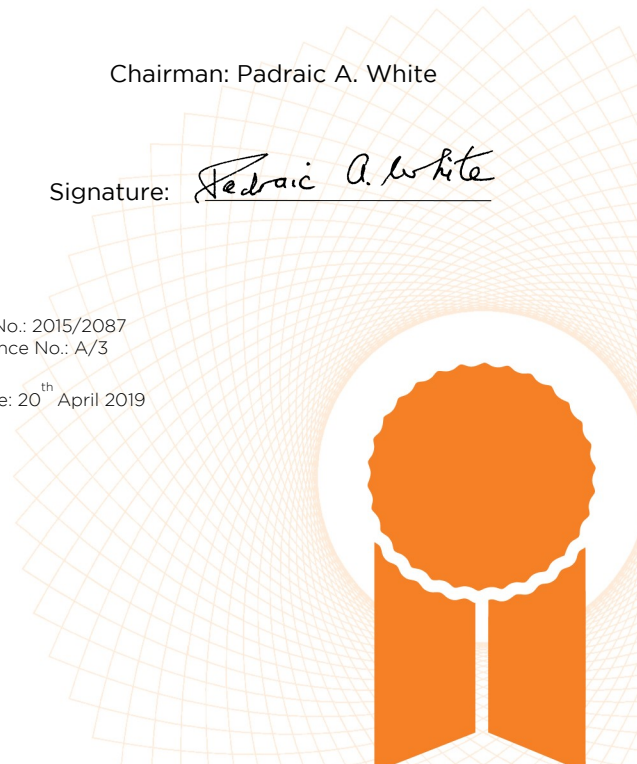 Chairman: Padraic A. White
Signature: Padraic A. White
No.: 2015/2087
nce No.: A/3
e: 20th April 2019